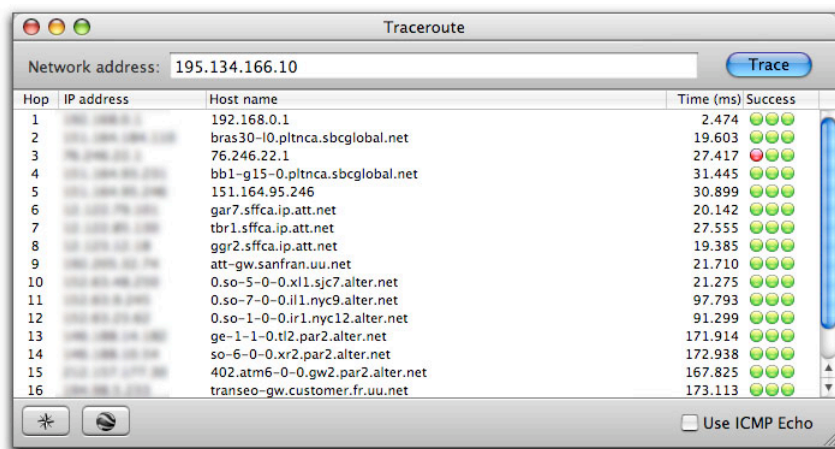 Traceroute
Network address: 195.134.166.10 Trace
Hop IP address Host name Time (ms) Success
1 192.168.0.1 2.474
2 bras30-l0.pltnca.sbcglobal.net 19.603
3 76.246.22.1 27.417
4 bb1-g15-0.pltnca.sbcglobal.net 31.445
5 151.164.95.246 30.899
6 gar7.sffca.ip.att.net 20.142
7 tbr1.sffca.ip.att.net 27.555
8 ggr2.sffca.ip.att.net 19.385
9 att-gw.sanfran.uu.net 21.710
10 0.so-5-0-0.xl1.sjc7.alter.net 21.275
11 0.so-7-0-0.il1.nyc9.alter.net 97.793
12 0.so-1-0-0.ir1.nyc12.alter.net 91.299
13 ge-1-1-0.tl2.par2.alter.net 171.914
14 so-6-0-0.xr2.par2.alter.net 172.938
15 402.atm6-0-0.gw2.par2.alter.net 167.825
16 transeo-gw.customer.fr.uu.net 173.113
Use ICMP Echo